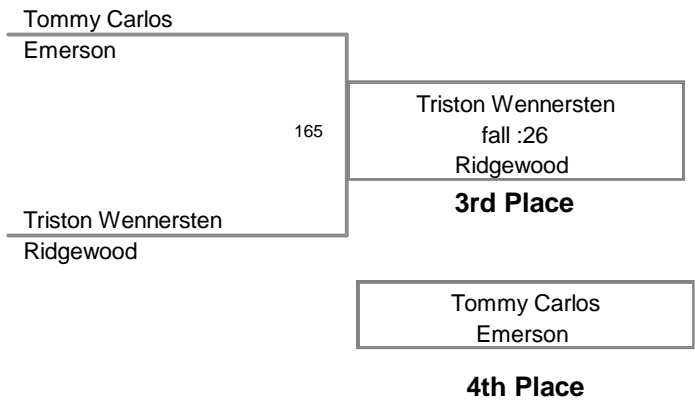 Tommy Carlos
Emerson
165
Triston Wennersten
fall :26
Ridgewood
3rd Place
Triston Wennersten
Ridgewood
Tommy Carlos
Emerson
4th Place